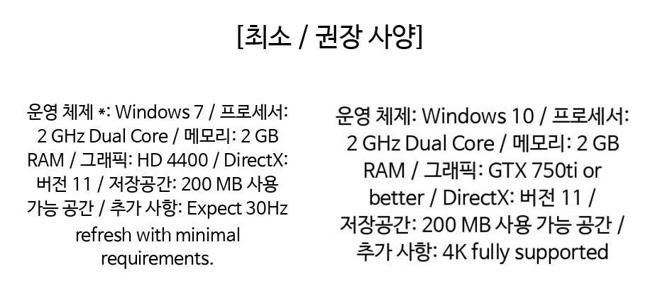 [최소 / 권장 사양]
운영 체제 *: Windows 7 / 프로세서:
2 GHz Dual Core / 메모리: 2 GB
RAM / 그래픽: HD 4400 / DirectX:
버전 11 / 저장공간: 200 MB 사용
가능 공간 / 추가 사항: Expect 30Hz
refresh with minimal
requirements.
운영 체제: Windows 10 / 프로세서:
2 GHz Dual Core / 메모리: 2 GB
RAM / 그래픽: GTX 750ti or
better / DirectX: 버전 11 /
저장공간: 200 MB 사용 가능 공간 /
추가 사항: 4K fully supported